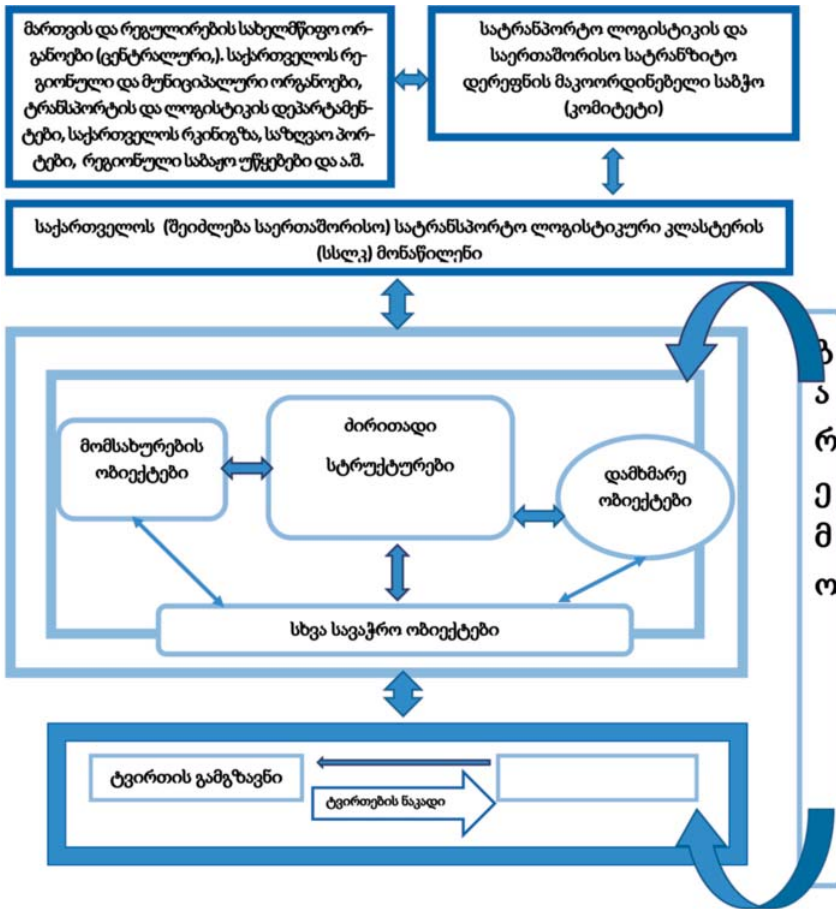 მართვის და რეგულირების სახელმწიფო ორ-
განოები (ცენტრალური,). საქართველოს რე-
გიონული და მუნიციპალური ორგანოები,
ტრანსპორტის და ლოგისტიკის დეპარტამენ-
ტები, საქართველოს რკინიგზა, საზღვაო პორ-
ტები, რეგიონული საბაჟო უწყებები და ა.შ.
სატრანპორტო ლოგისტიკის და
საერთაშორისო სატრანზიტო
დერეფნის მაკოორდინებელი საბჭო
(კომიტეტი)
საქართველოს (შეიძლება საერთაშორისო) სატრანსპორტო ლოგისტიკური კლასტერის
(სსლკ) მონაწილენი
მომსახურების
ობიექტები
ძირითადი
სტრუქტურები
დამხმარე
ობიექტები
სხვა სავაჭრო ობიექტები
ტვირთის გამგზავნი
ტვირთების ნაკადი
გ
ა
რ
ე
მ
ო